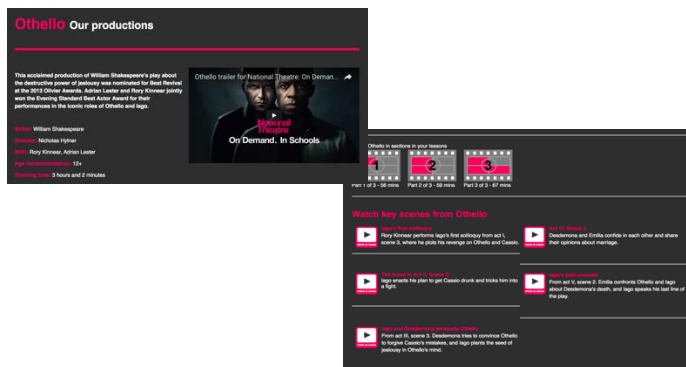 Othello Our productions
This acclaimed production of William Shakespeare's play about
the destructive power of jealousy was nominated for Best Revival
at the 2013 Olivier Awards. Adrian Lester and Rory Kinnear jointly
won the Evening Standard Best Actor Award for their
performances in the iconic roles of Othello and Iago.
Writer: William Shakespeare
Director: Nicholas Hytner
With: Rory Kinnear, Adrian Lester
Age recommendation: 12+
Running time: 3 hours and 2 minutes
Othello trailer for National Theatre: On Deman...
National
Theatre
On Demand. In Schools
Othello in sections in your lessons
1 2 3
Part 1 of 3 - 56 mins Part 2 of 3 - 59 mins Part 3 of 3 - 67 mins
Watch key scenes from Othello
Iago's first soliloquy
Rory Kinnear performs Iago's first soliloquy from act I,
scene 3, where he plots his revenge on Othello and Cassio.
Act IV, Scene 3
Desdemona and Emilia confide in each other and share
their opinions about marriage.
The brawl in Act 2, Scene 3
Iago enacts his plan to get Cassio drunk and tricks him into
a fight.
Iago's plot unravels
From act V, scene 2. Emilia confronts Othello and Iago
about Desdemona's death, and Iago speaks his last line of
the play.
Iago and Desdemona persuade Othello
From act III, scene 3. Desdemona tries to convince Othello
to forgive Cassio's mistakes, and Iago plants the seed of
jealousy in Othello's mind.